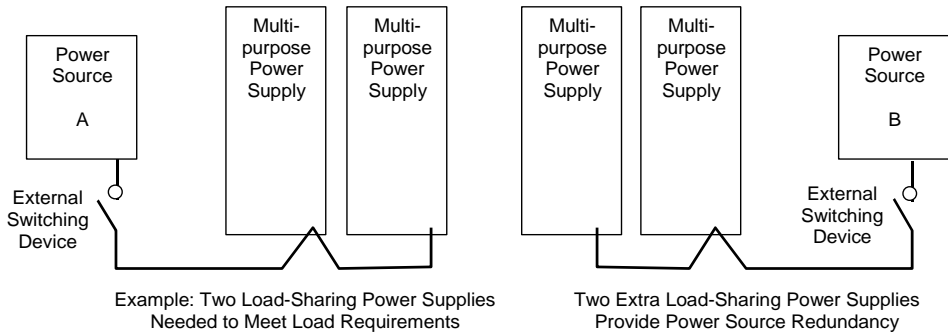 Power
Source
A
External
Switching
Device
Multi-
purpose
Power
Supply
Multi-
purpose
Power
Supply
Example: Two Load-Sharing Power Supplies
Needed to Meet Load Requirements
Multi-
purpose
Power
Supply
Multi-
purpose
Power
Supply
Power
Source
B
External
Switching
Device
Two Extra Load-Sharing Power Supplies
Provide Power Source Redundancy